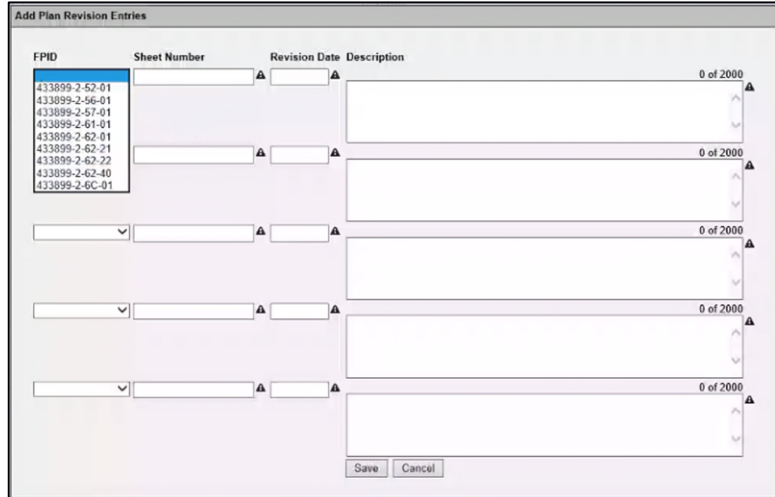 Add Plan Revision Entries
FPID Sheet Number Revision Date Description
0 of 2000
433899-2-52-01
433899-2-56-01
433899-2-57-01
433899-2-61-01
433899-2-62-01
433899-2-62-21
433899-2-62-22
433899-2-62-40
433899-2-6C-01
0 of 2000
0 of 2000
0 of 2000
0 of 2000
Save Cancel